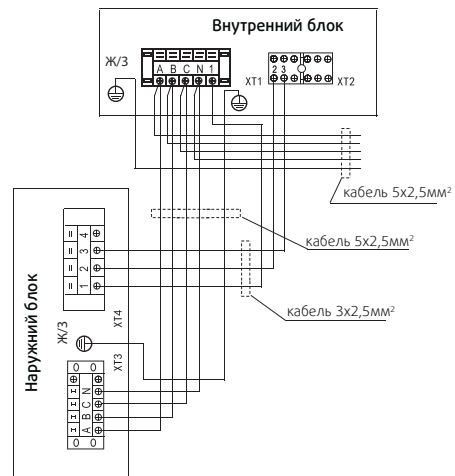 Внутренний блок
Ж/З
A B C N 1
XT1
2 3
XT2
кабель 5х2,5мм²
кабель 5х2,5мм²
кабель 3х2,5мм²
Наружний блок
4
3
2
1
XT4
Ж/З
XT3
N
C
B
A